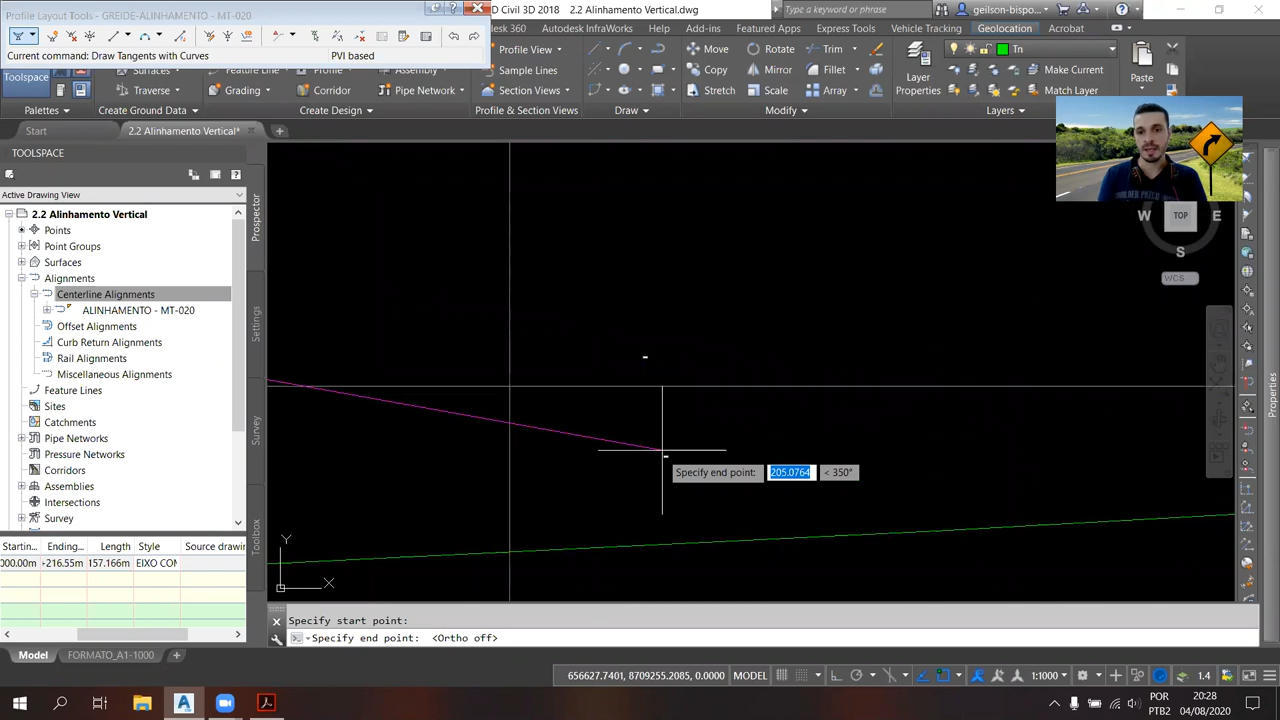 Profile Layout Tools - GREIDE-ALINHAMENTO - MT-020
D Civil 3D 2018
2.2 Alinhamento Vertical.dwg
Type a keyword or phrase
geilson-bispo...
Current command: Draw Tangents with Curves
PVI based
k 360
Autodesk InfraWorks
Add-ins
Featured Apps
Express Tools
Vehicle Tracking
Geolocation
Acrobat
Tn
Toolspace
Surfaces
Traverse
Feature Line
Grading
Profile
Corridor
Assembly
Pipe Network
Profile View
Sample Lines
Section Views
Move
Rotate
Trim
Copy
Mirror
Fillet
Stretch
Scale
Array
Layer
Properties
Make Current
Match Layer
Paste
Palettes
Create Ground Data
Create Design
Profile & Section Views
Draw
Modify
Layers
Clipboard
Start
2.2 Alinhamento Vertical*
TOOLSPACE
Active Drawing View
2.2 Alinhamento Vertical
Points
Point Groups
Surfaces
Alignments
Centerline Alignments
ALINHAMENTO - MT-020
Offset Alignments
Curb Return Alignments
Rail Alignments
Miscellaneous Alignments
Feature Lines
Sites
Catchments
Pipe Networks
Pressure Networks
Corridors
Assemblies
Intersections
Survey
Prospector
Settings
Survey
Toolbox
Startin...
Ending...
Length
Style
Source drawin
000.00m
+216.55m
157.166m
EIXO COM
W
TOP
E
S
WCS
Properties
Specify end point:
205.0764
< 350°
Y
X
Specify start point:
Specify end point: <Ortho off>
Model
FORMATO_A1-1000
656627.7401, 8709255.2085, 0.0000
MODEL
1:1000
1.4
POR
PTB2
20:28
04/08/2020